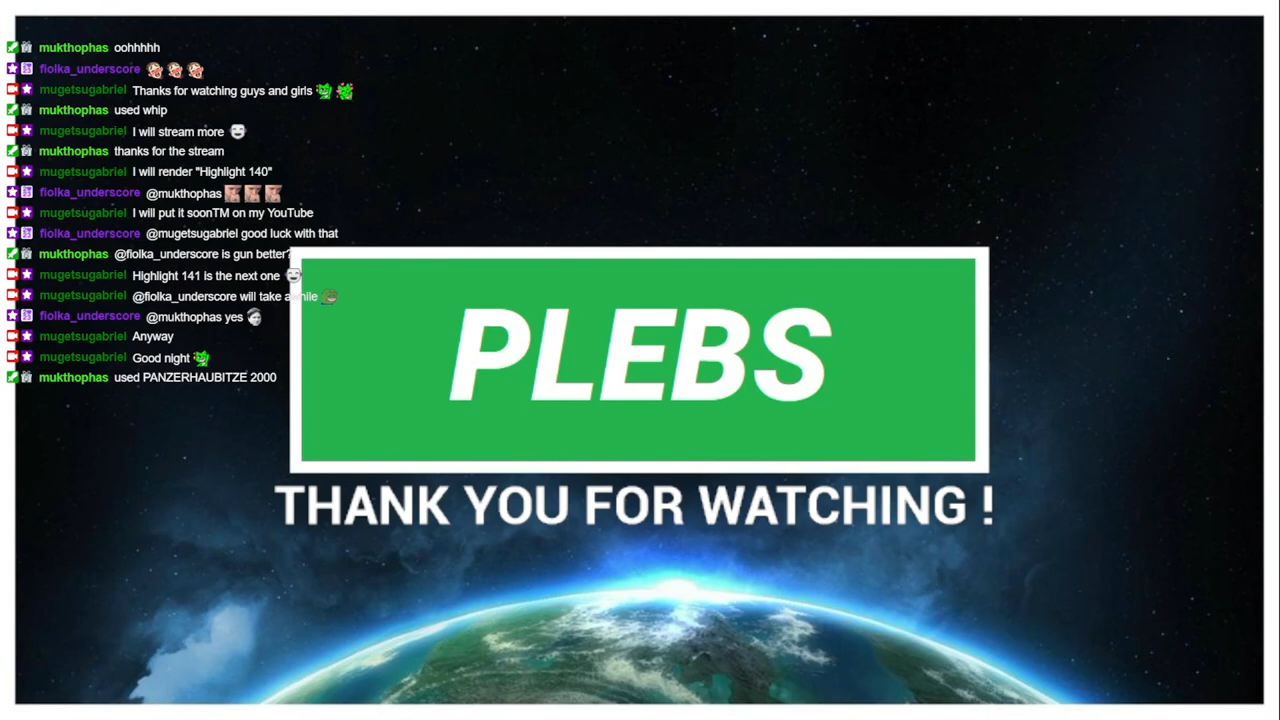 mukthophas oohhhhh
fiolka_underscore
mugetsugabriel Thanks for watching guys and girls
mukthophas used whip
mugetsugabriel I will stream more
mukthophas thanks for the stream
mugetsugabriel I will render "Highlight 140"
fiolka_underscore @mukthophas
mugetsugabriel I will put it soonTM on my YouTube
fiolka_underscore @mugetsugabriel good luck with that
mukthophas @fiolka_underscore is gun better?
mugetsugabriel Highlight 141 is the next one
mugetsugabriel @fiolka_underscore will take a while
fiolka_underscore @mukthophas yes
mugetsugabriel Anyway
mugetsugabriel Good night
mukthophas used PANZERHAUBITZE 2000
PLEBS
THANK YOU FOR WATCHING !